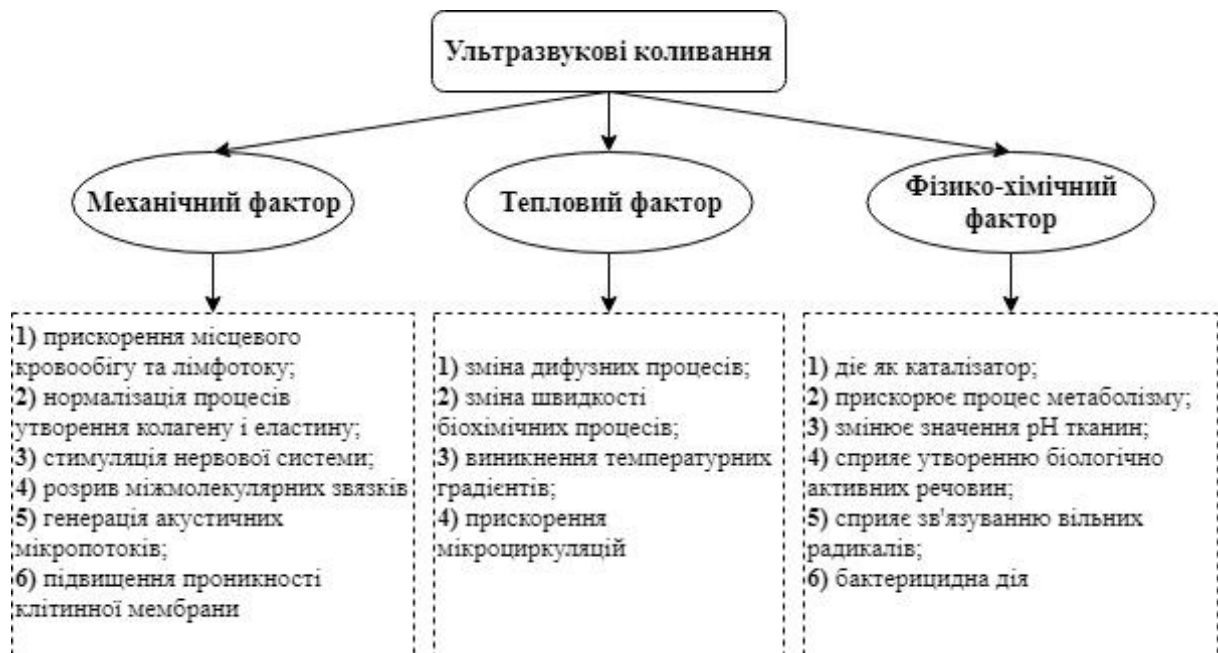 Ультразвукові коливання
Механічний фактор
Тепловий фактор
Фізико-хімічний
фактор
1) прискорення місцевого
кровообігу та лімфотоку;
2) нормалізація процесів
утворення колагену і еластину;
3) стимуляція нервової системи;
4) розрив міжмолекулярних звязків
5) генерація акустичних
мікропотоків;
6) підвищення проникності
клітинної мембрани
1) зміна дифузних процесів;
2) зміна швидкості
біохімічних процесів;
3) виникнення температурних
градієнтів;
4) прискорення
мікроциркуляцій
1) діє як каталізатор;
2) прискорює процес метаболізму;
3) змінює значення pH тканин;
4) сприяє утворенню біологічно
активних речовин;
5) сприяє зв'язуванню вільних
радикалів;
6) бактерицидна дія